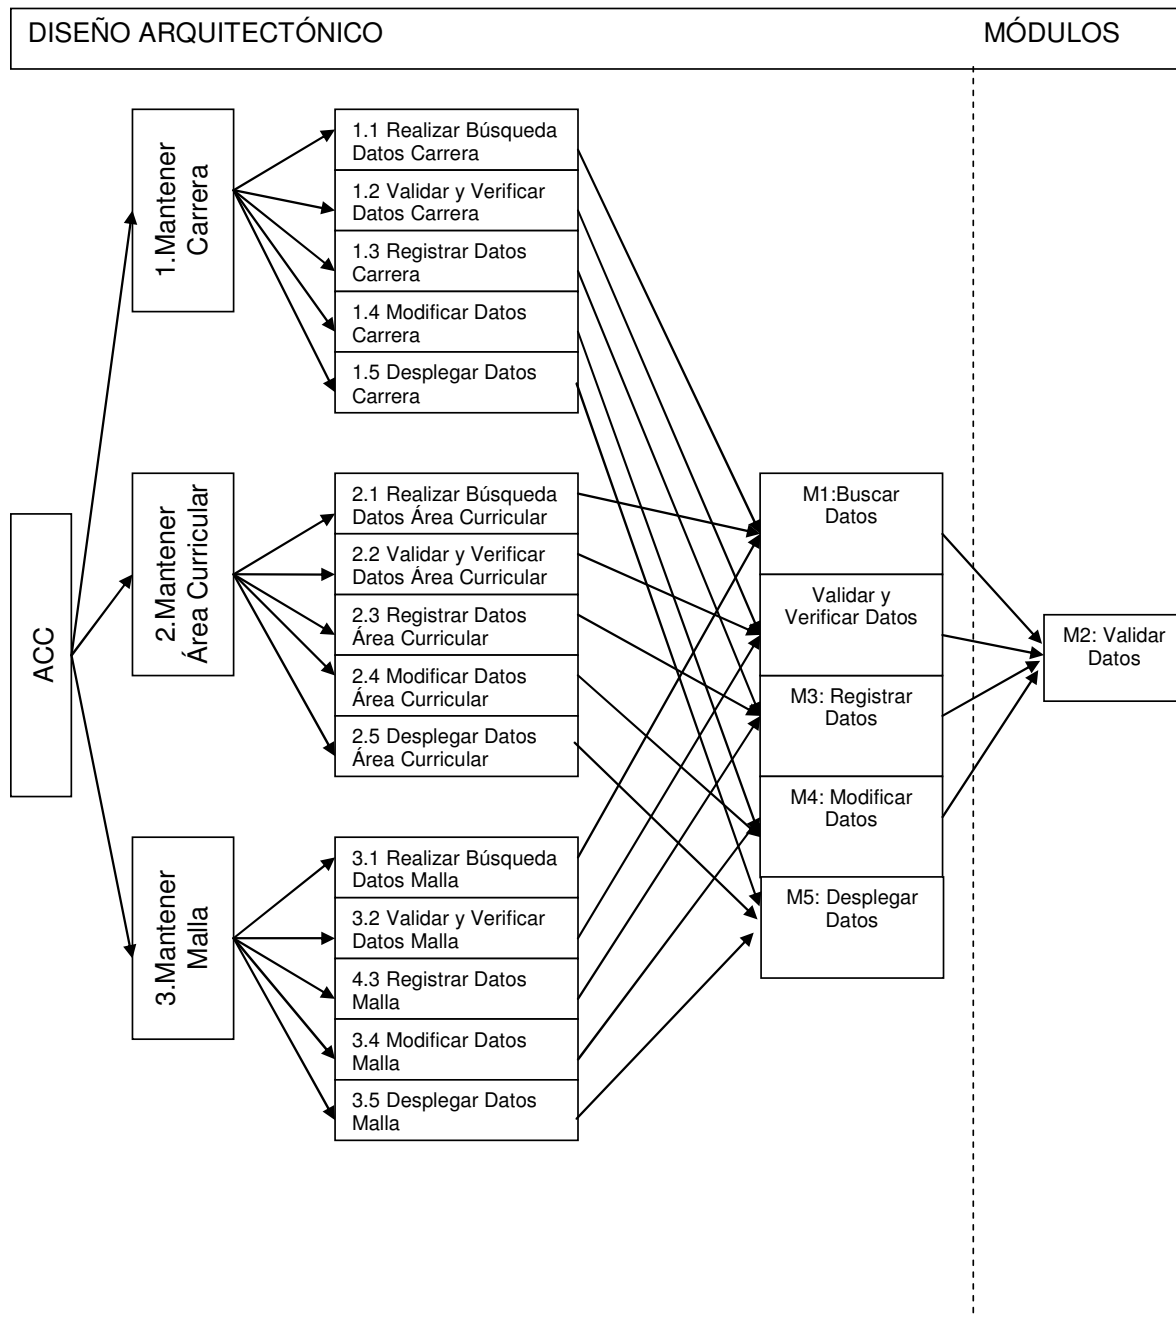 DISEÑO ARQUITECTÓNICO
MÓDULOS
ACC
1.Mantener
Carrera
1.1 Realizar Búsqueda
Datos Carrera
1.2 Validar y Verificar
Datos Carrera
1.3 Registrar Datos
Carrera
1.4 Modificar Datos
Carrera
1.5 Desplegar Datos
Carrera
2.Mantener
Área Curricular
2.1 Realizar Búsqueda
Datos Área Curricular
2.2 Validar y Verificar
Datos Área Curricular
2.3 Registrar Datos
Área Curricular
2.4 Modificar Datos
Área Curricular
2.5 Desplegar Datos
Área Curricular
3.Mantener
Malla
3.1 Realizar Búsqueda
Datos Malla
3.2 Validar y Verificar
Datos Malla
4.3 Registrar Datos
Malla
3.4 Modificar Datos
Malla
3.5 Desplegar Datos
Malla
M1:Buscar
Datos
Validar y
Verificar Datos
M3: Registrar
Datos
M4: Modificar
Datos
M5: Desplegar
Datos
M2: Validar
Datos